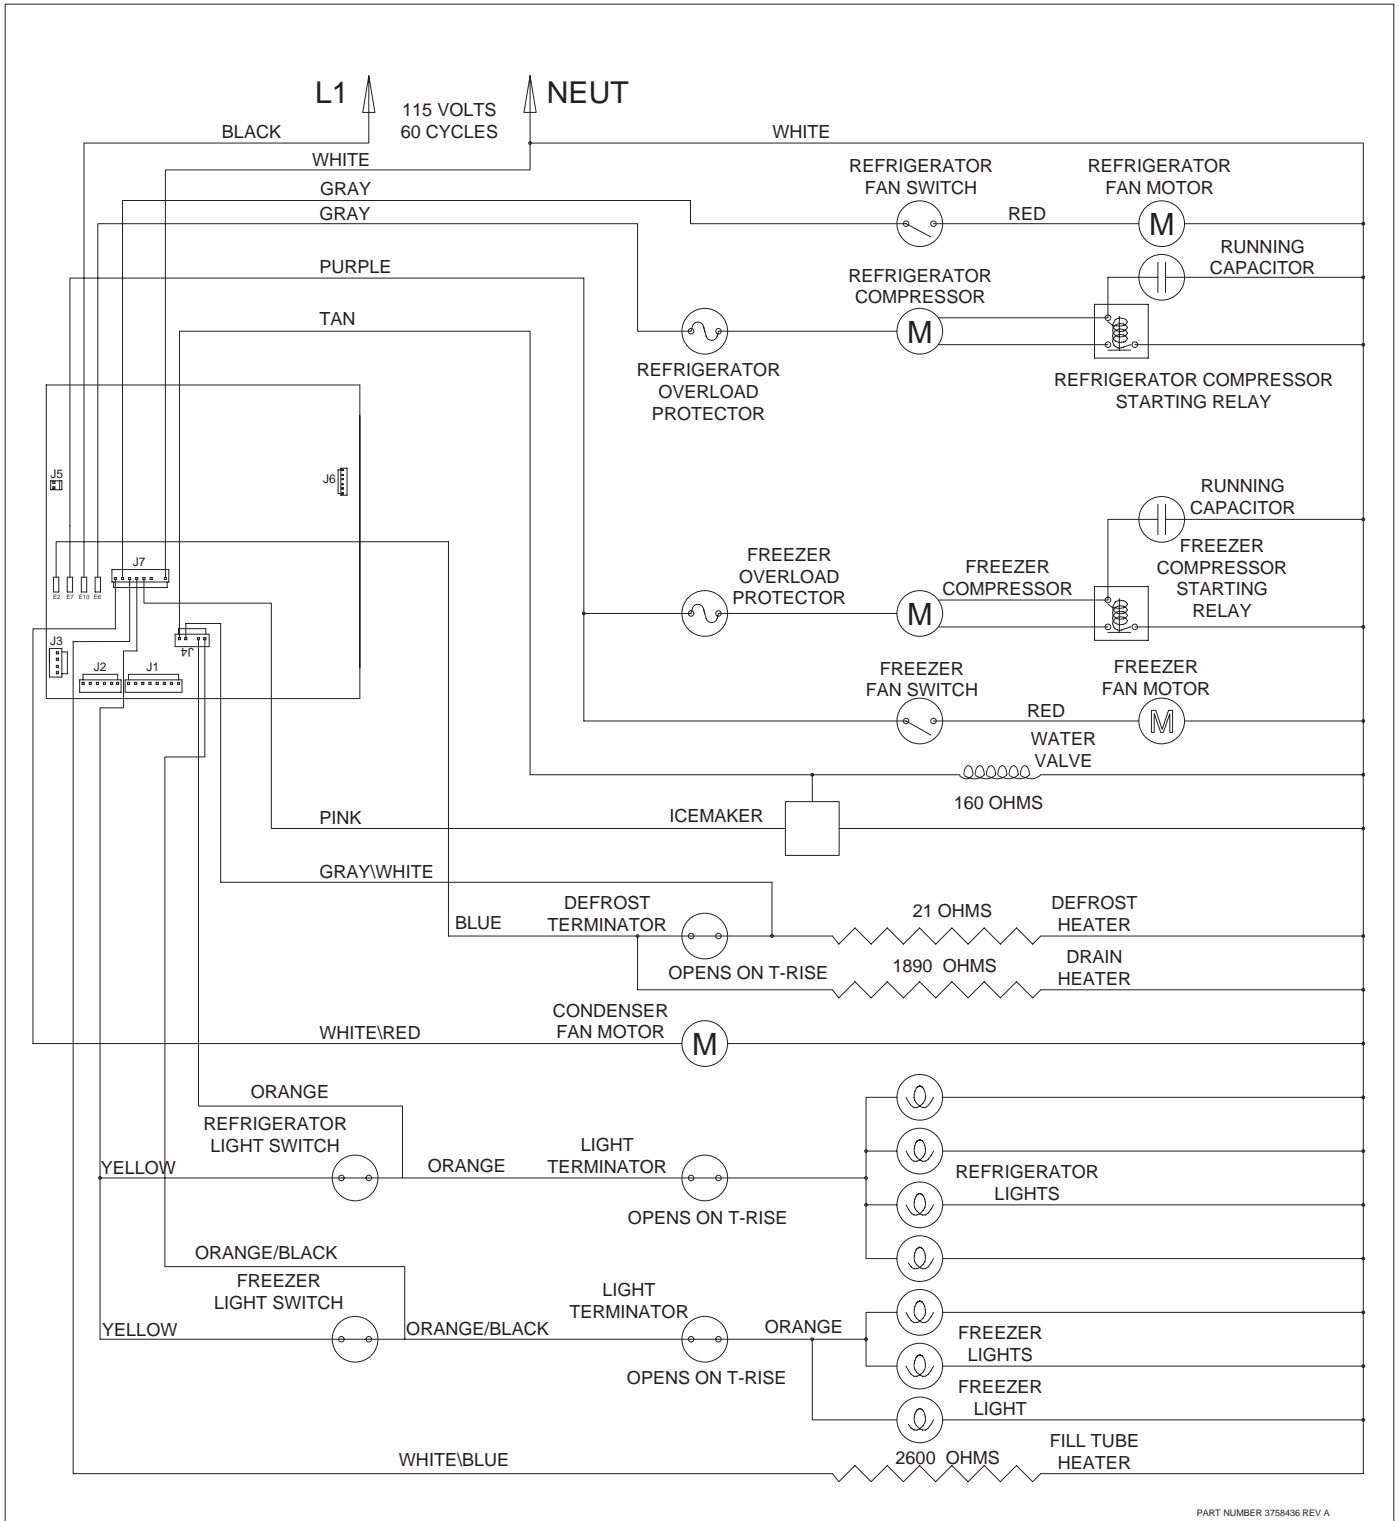 L1
NEUT
115 VOLTS
60 CYCLES
BLACK
WHITE
WHITE
GRAY
GRAY
PURPLE
TAN
REFRIGERATOR
FAN SWITCH
RED
REFRIGERATOR
FAN MOTOR
M
RUNNING
CAPACITOR
REFRIGERATOR
COMPRESSOR
M
REFRIGERATOR
OVERLOAD
PROTECTOR
REFRIGERATOR COMPRESSOR
STARTING RELAY
J5
J6
J7
E2
E7
E10
E6
J3
J4
J2
J1
RUNNING
CAPACITOR
FREEZER
OVERLOAD
PROTECTOR
FREEZER
COMPRESSOR
M
FREEZER
COMPRESSOR
STARTING
RELAY
FREEZER
FAN SWITCH
RED
FREEZER
FAN MOTOR
M
WATER
VALVE
160 OHMS
PINK
ICEMAKER
GRAY\WHITE
BLUE
DEFROST
TERMINATOR
OPENS ON T-RISE
21 OHMS
DEFROST
HEATER
1890 OHMS
DRAIN
HEATER
WHITE\RED
CONDENSER
FAN MOTOR
M
ORANGE
REFRIGERATOR
LIGHT SWITCH
YELLOW
ORANGE
LIGHT
TERMINATOR
OPENS ON T-RISE
REFRIGERATOR
LIGHTS
ORANGE/BLACK
FREEZER
LIGHT SWITCH
YELLOW
ORANGE/BLACK
LIGHT
TERMINATOR
OPENS ON T-RISE
ORANGE
FREEZER
LIGHTS
FREEZER
LIGHT
WHITE\BLUE
2600 OHMS
FILL TUBE
HEATER
PART NUMBER 3758436 REV A